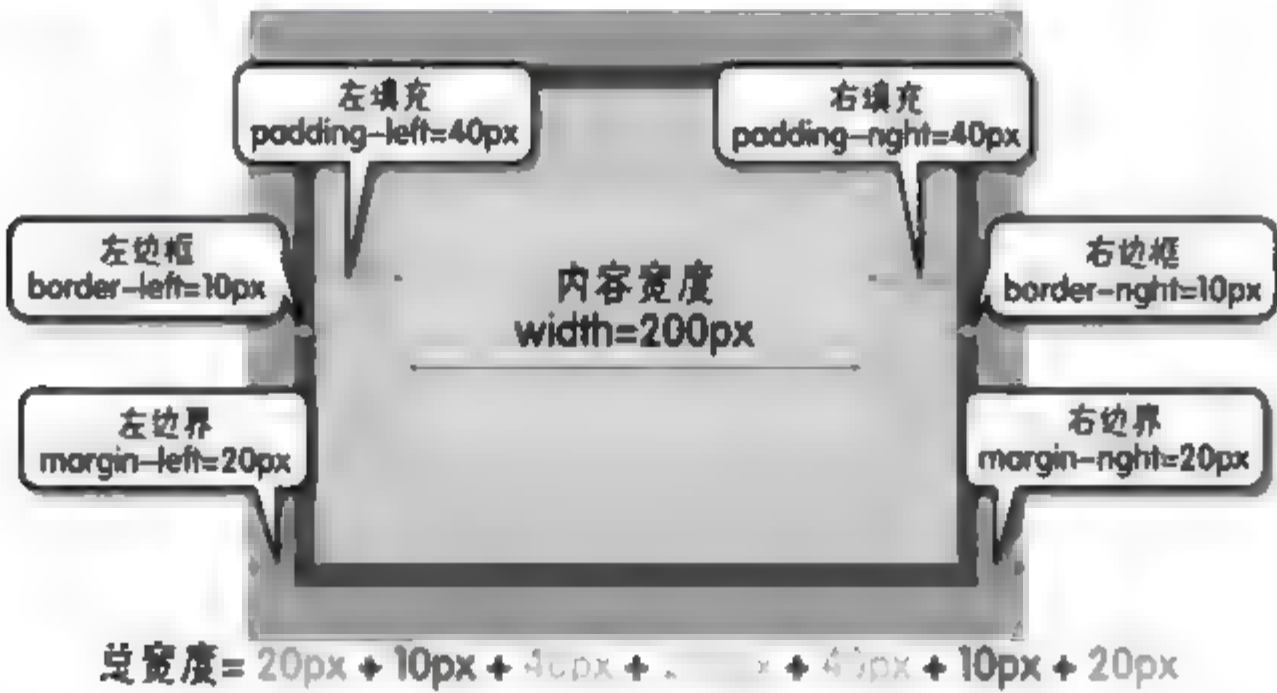 左填充
padding-left=40px
右填充
padding-nght=40px
左边框
border-left=10px
右边框
border-nght=10px
内容宽度
width=200px
左边界
margin-left=20px
右边界
margin-nght=20px
总宽度= 20px + 10px + 40px + + 40px + 10px + 20px